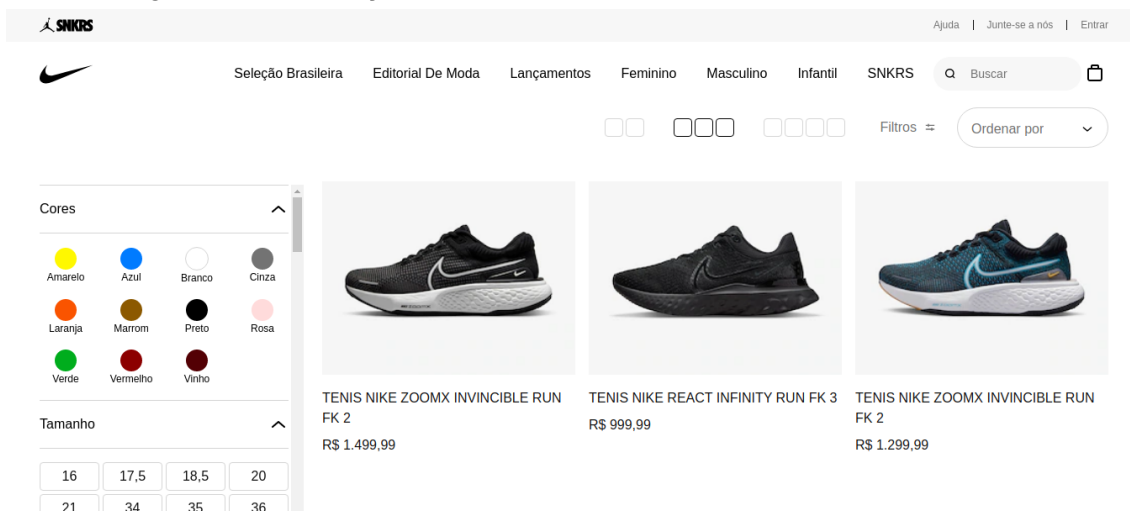 SNKRS
Ajuda | Junte-se a nós | Entrar
Seleção Brasileira Editorial De Moda Lançamentos Feminino Masculino Infantil SNKRS Buscar
Filtros Ordenar por
Cores
Amarelo Azul Branco Cinza
Laranja Marrom Preto Rosa
Verde Vermelho Vinho
Tamanho
16 17,5 18,5 20
21 34 35 36
TENIS NIKE ZOOMX INVINCIBLE RUN
FK 2
R$ 1.499,99
TENIS NIKE REACT INFINITY RUN FK 3
R$ 999,99
TENIS NIKE ZOOMX INVINCIBLE RUN
FK 2
R$ 1.299,99